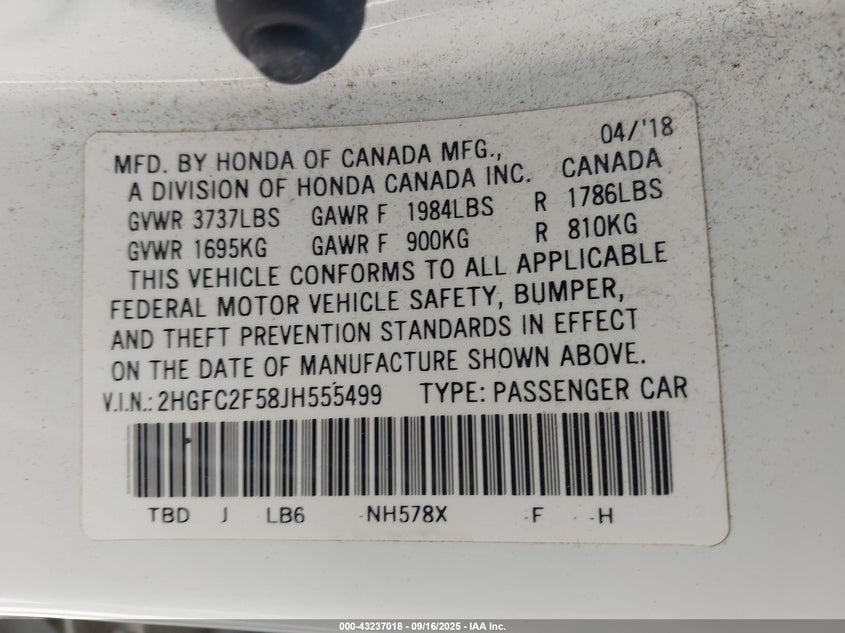 04/'18
MFD. BY HONDA OF CANADA MFG.,
A DIVISION OF HONDA CANADA INC. CANADA
GVWR 3737LBS GAWR F 1984LBS R 1786LBS
GVWR 1695KG GAWR F 900KG R 810KG
THIS VEHICLE CONFORMS TO ALL APPLICABLE
FEDERAL MOTOR VEHICLE SAFETY, BUMPER,
AND THEFT PREVENTION STANDARDS IN EFFECT
ON THE DATE OF MANUFACTURE SHOWN ABOVE.
V.I.N.: 2HGFC2F58JH555499 TYPE: PASSENGER CAR
TBD J LB6 -NH578X -F - -H
000-43237018 - 09/16/2025 - IAA Inc.